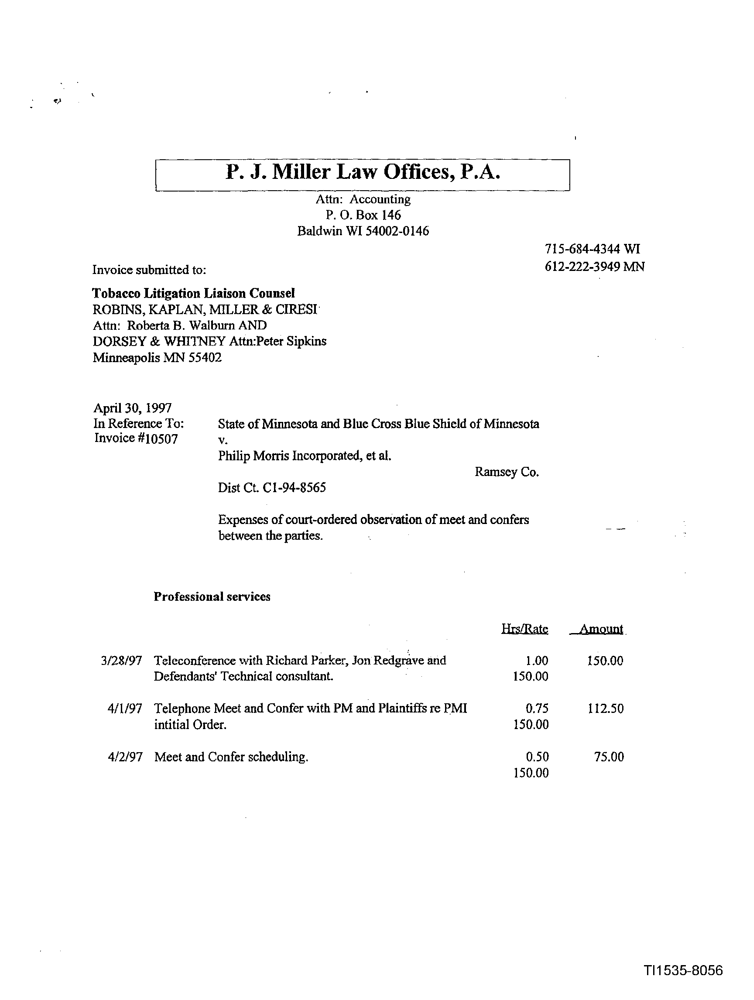 P. J. Miller Law Offices, P.A.
Attn: Accounting
P. O. Box 146
Baldwin WI 54002-0146
715-684-4344 WI
612-222-3949 MN
Invoice submitted to:
Tobacco Litigation Liaison Counsel
ROBINS, KAPLAN, MILLER & CIRESI
Attn: Roberta B. Walburn AND
DORSEY & WHITNEY Attn:Peter Sipkins
Minneapolis MN 55402
April 30, 1997
In Reference To: State of Minnesota and Blue Cross Blue Shield of Minnesota
Invoice #10507 v.
Philip Morris Incorporated, et al.
Ramsey Co.
Dist Ct. C1-94-8565
Expenses of court-ordered observation of meet and confers
between the parties.
Professional services
Hrs/Rate Amount
3/28/97 Teleconference with Richard Parker, Jon Redgrave and 1.00 150.00
Defendants' Technical consultant. 150.00
4/1/97 Telephone Meet and Confer with PM and Plaintiffs re PMI 0.75 112.50
intitial Order. 150.00
4/2/97 Meet and Confer scheduling. 0.50 75.00
150.00
TI1535-8056